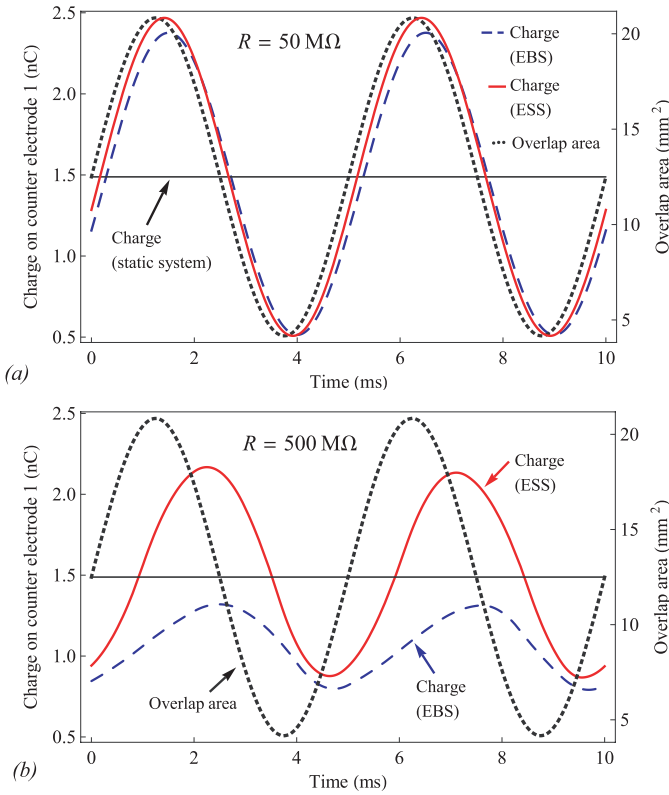 2.5
2.0
1.5
1.0
0.5
Charge on counter electrode 1 (nC)
R = 50 MΩ
Charge
(EBS)
Charge
(ESS)
Overlap area
Charge
(static system)
20
15
10
5
Overlap area (mm²)
0 2 4 6 8 10
Time (ms)
(a)
2.5
2.0
1.5
1.0
0.5
Charge on counter electrode 1 (nC)
R = 500 MΩ
Charge
(ESS)
Overlap area
Charge
(EBS)
20
15
10
5
Overlap area (mm²)
0 2 4 6 8 10
Time (ms)
(b)